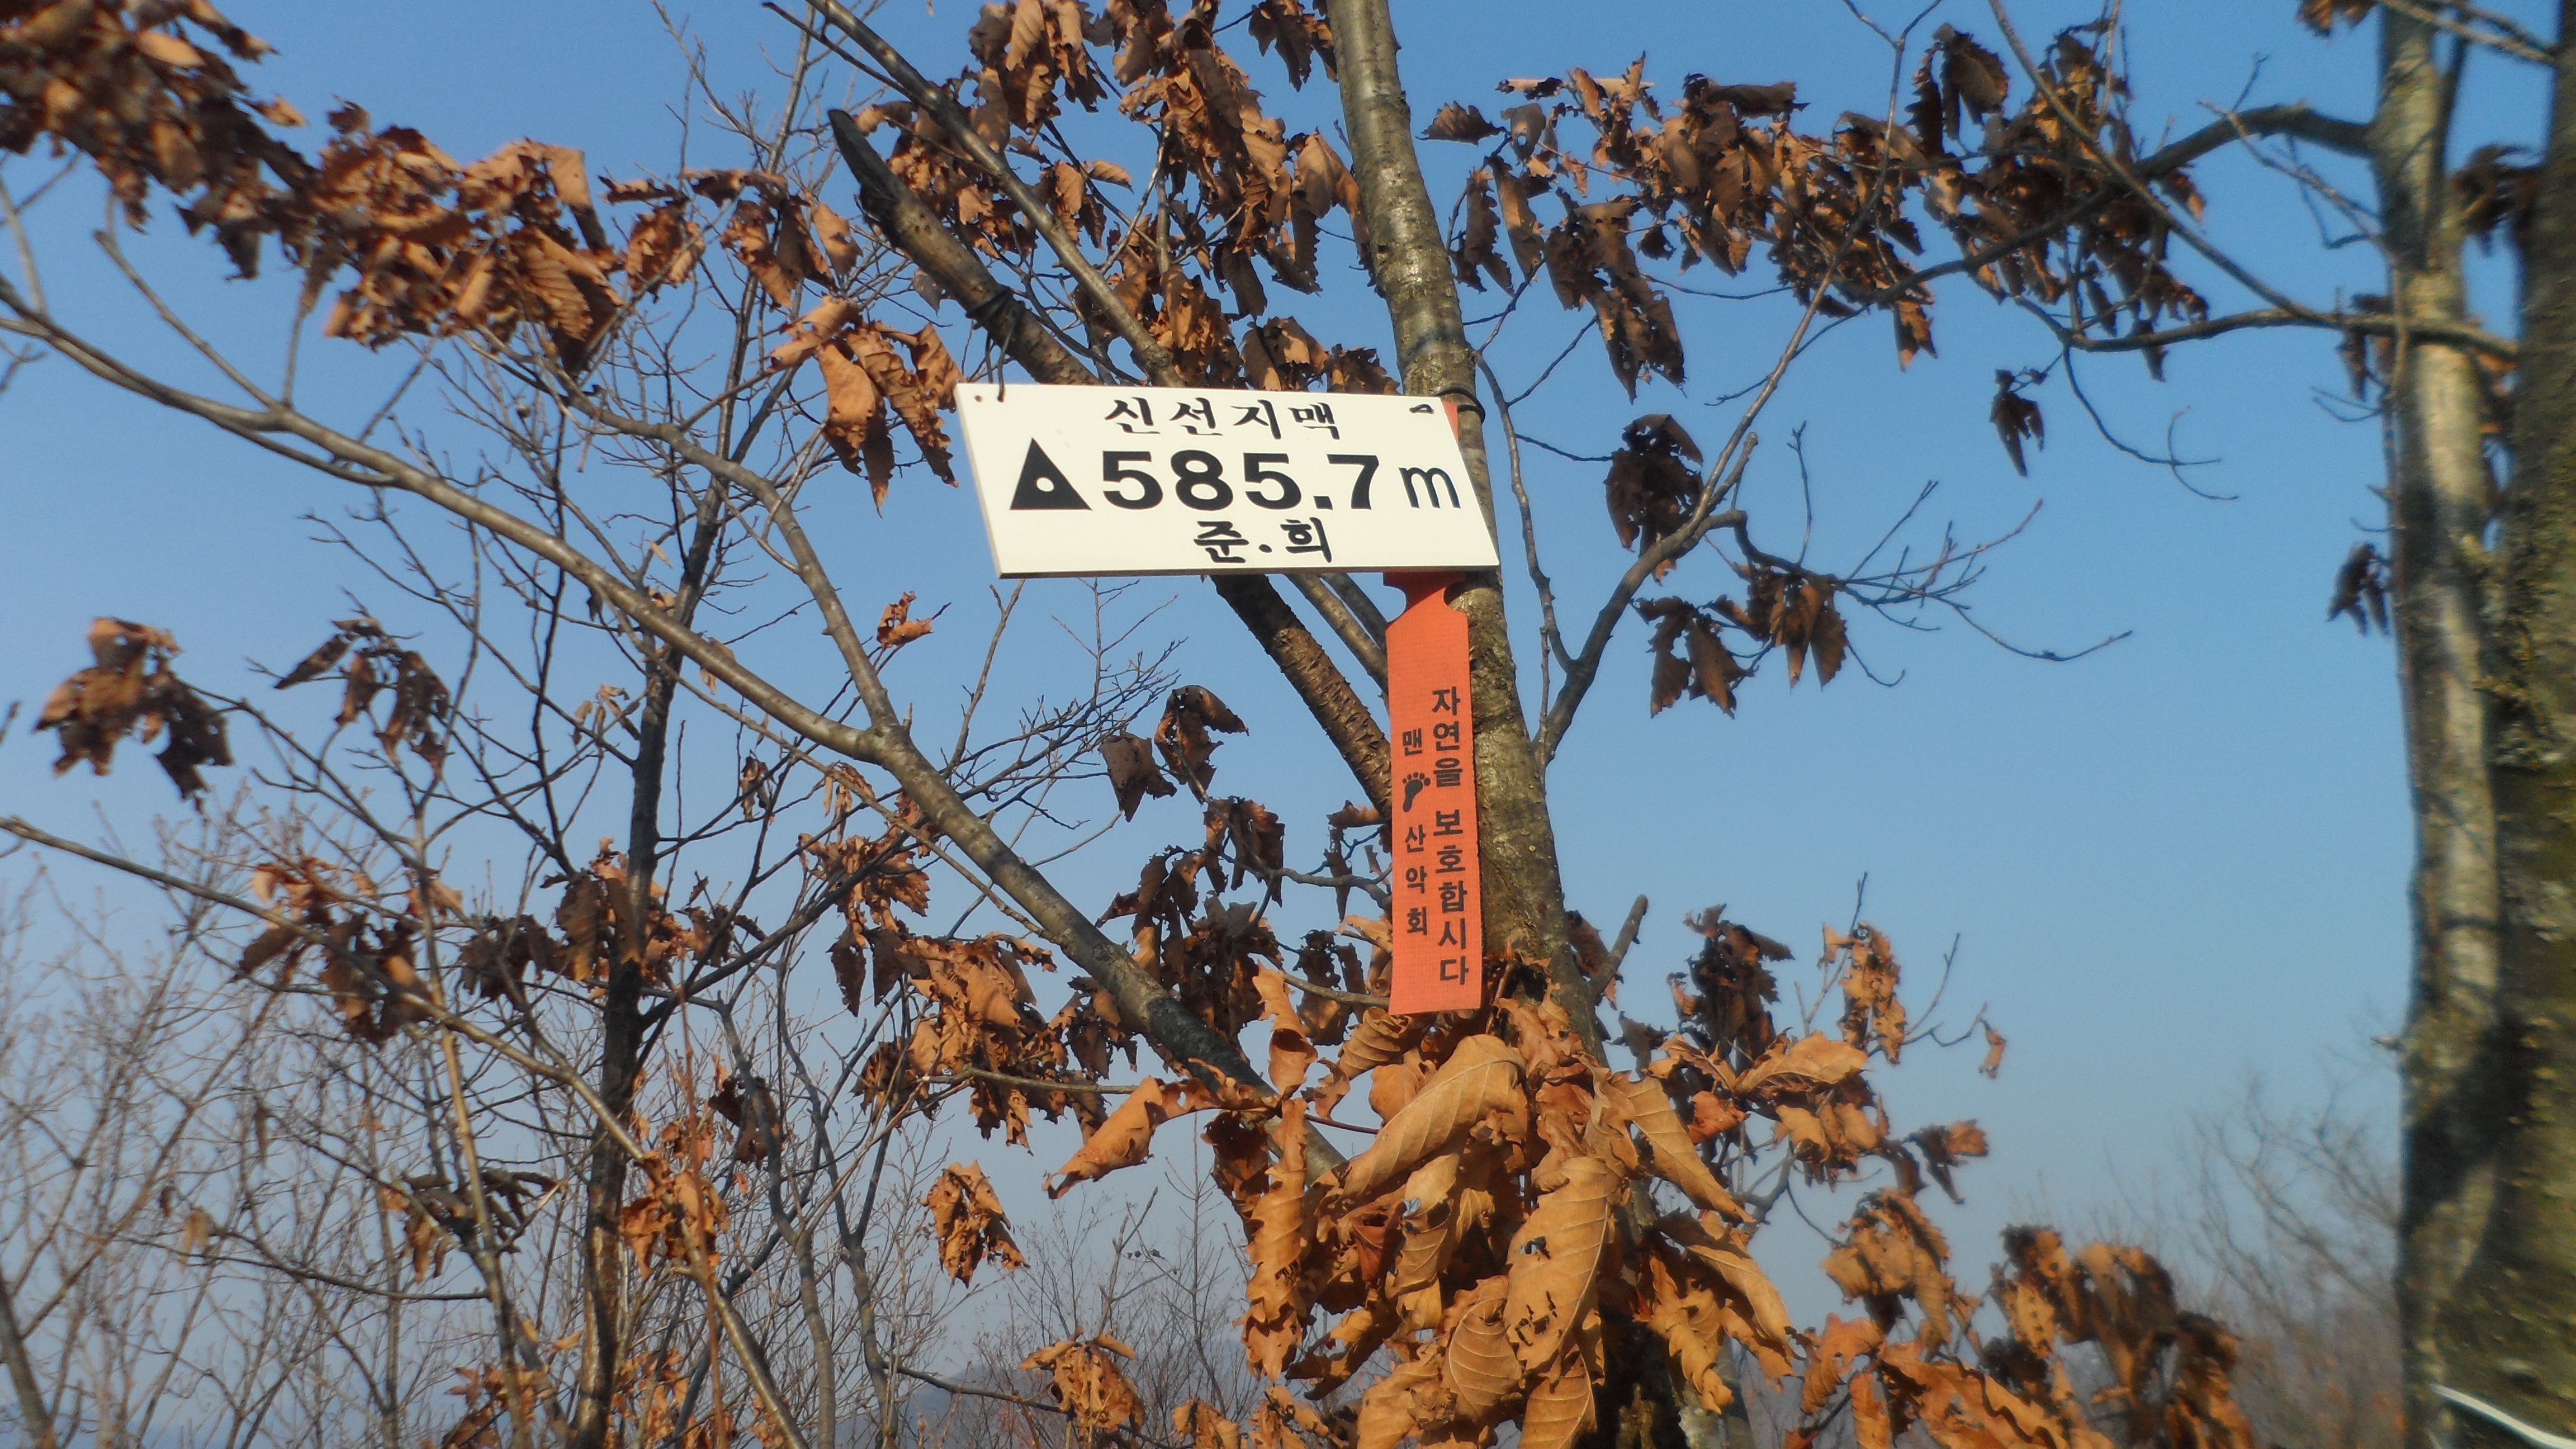 신선지맥
585.7m
준.희
자연을 보호합시다
맨 산악회